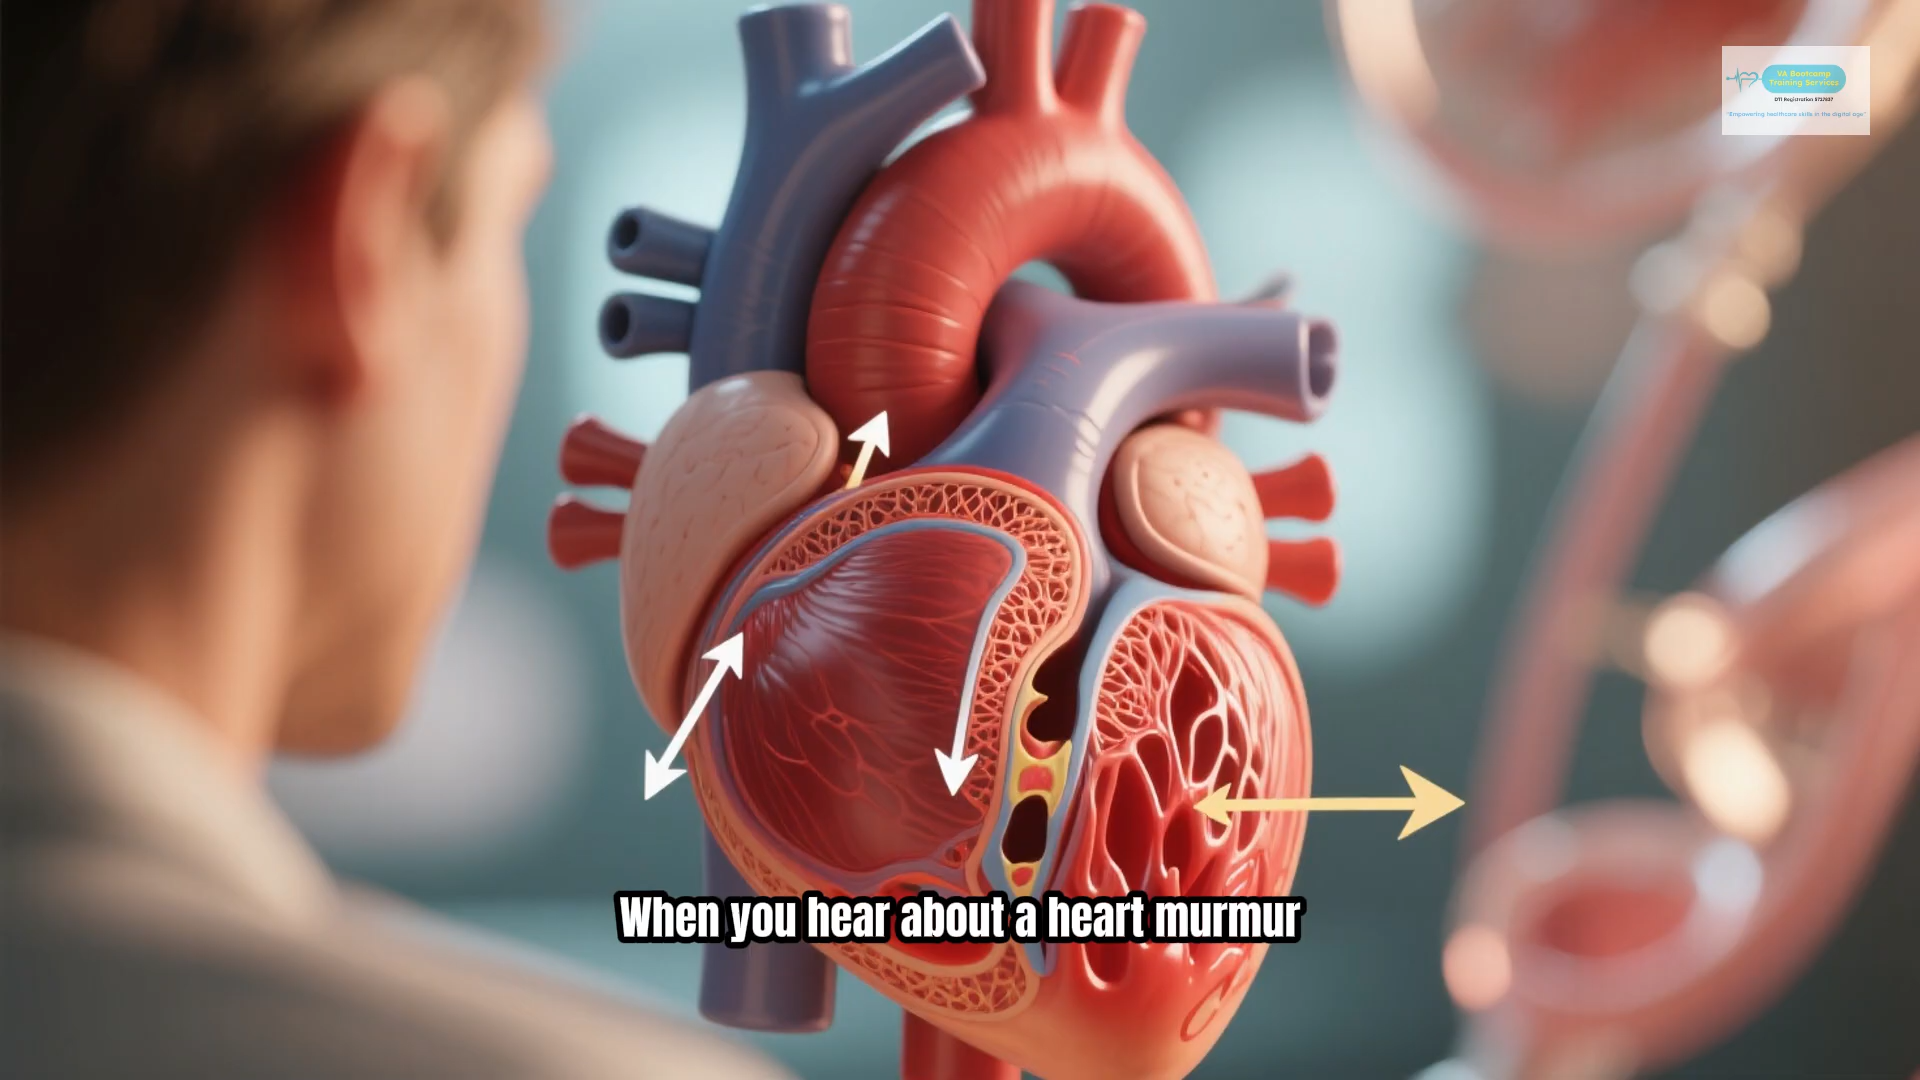 VA Bootcamp
Training Services
DTI Registration 5727937
"Empowering healthcare skills in the digital age"
When you hear about a heart murmur